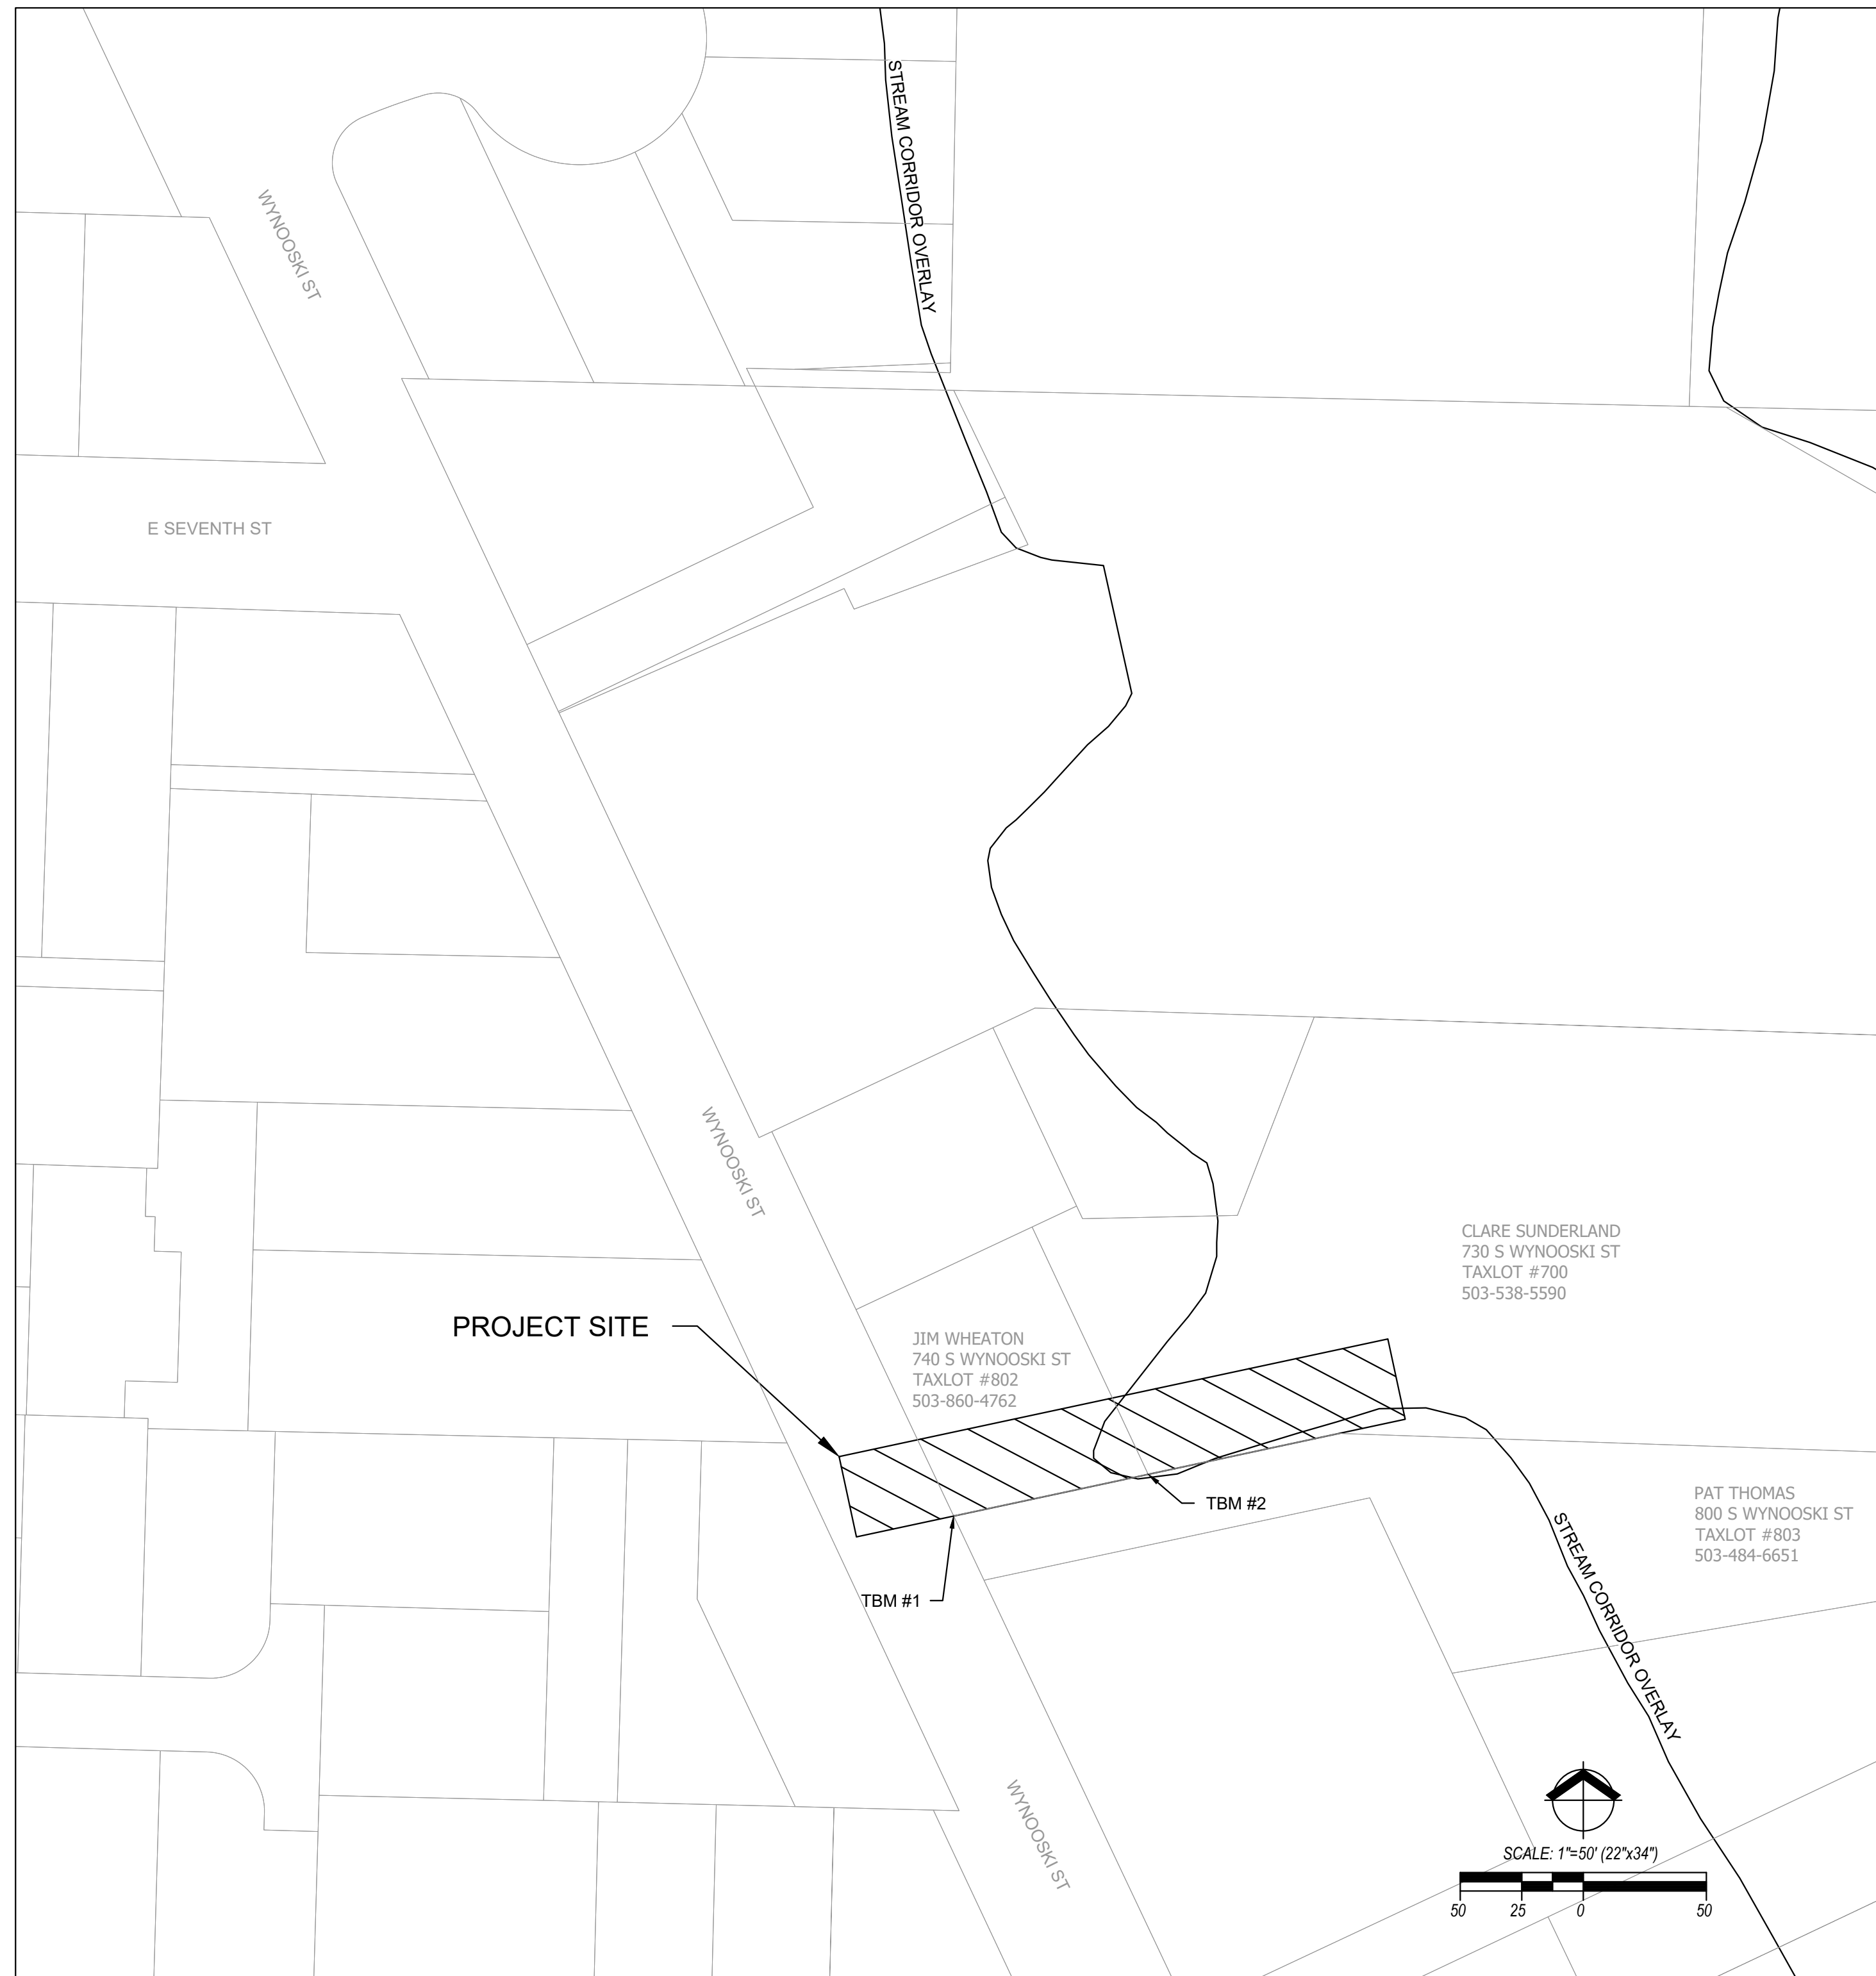 STREAM CORRIDOR OVERLAY
WYNOOSKI ST
E SEVENTH ST
WYNOOSKI ST
CLARE SUNDERLAND
730 S WYNOOSKI ST
TAXLOT #700
503-538-5590
PROJECT SITE
JIM WHEATON
740 S WYNOOSKI ST
TAXLOT #802
503-860-4762
TBM #2
PAT THOMAS
800 S WYNOOSKI ST
TAXLOT #803
503-484-6651
TBM #1
STREAM CORRIDOR OVERLAY
WYNOOSKI ST
SCALE: 1"=50' (22"x34")
50 25 0 50